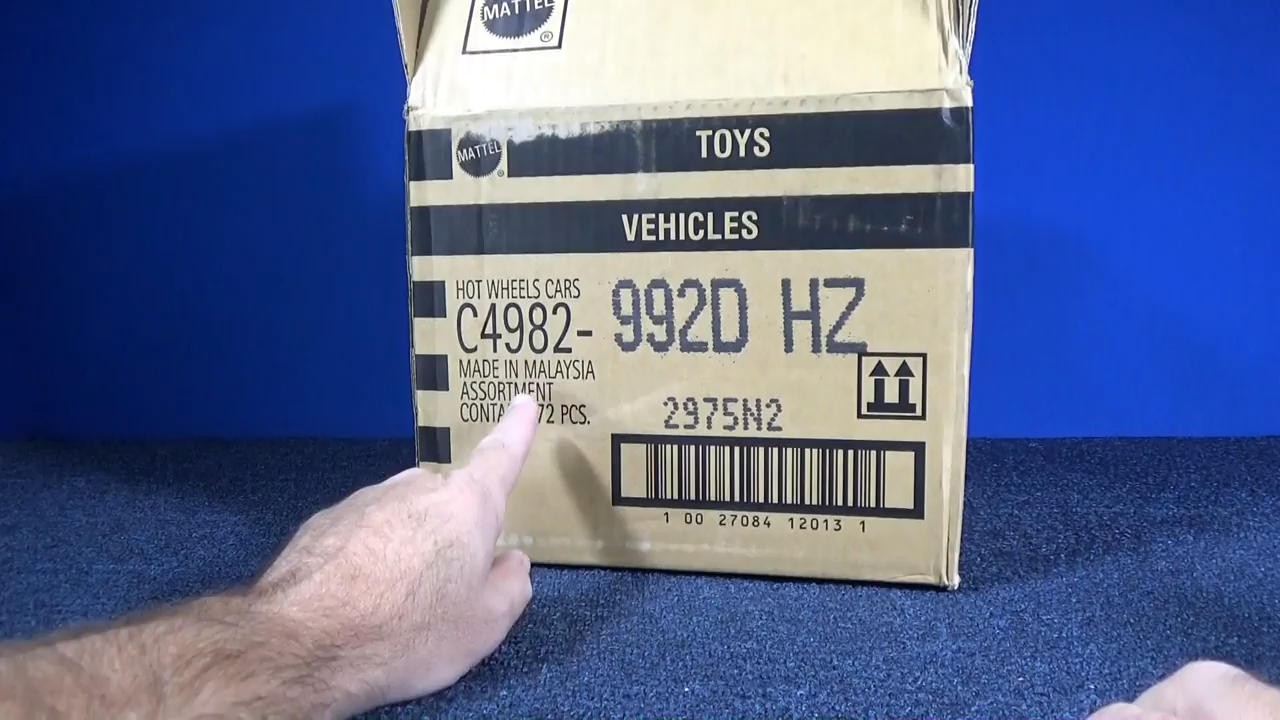 MATTEL
®
MATTEL
®
TOYS
VEHICLES
HOT WHEELS CARS
C4982- 992D HZ
MADE IN MALAYSIA
ASSORTMENT
72 PCS.
2975N2
1 00 27084 12013 1